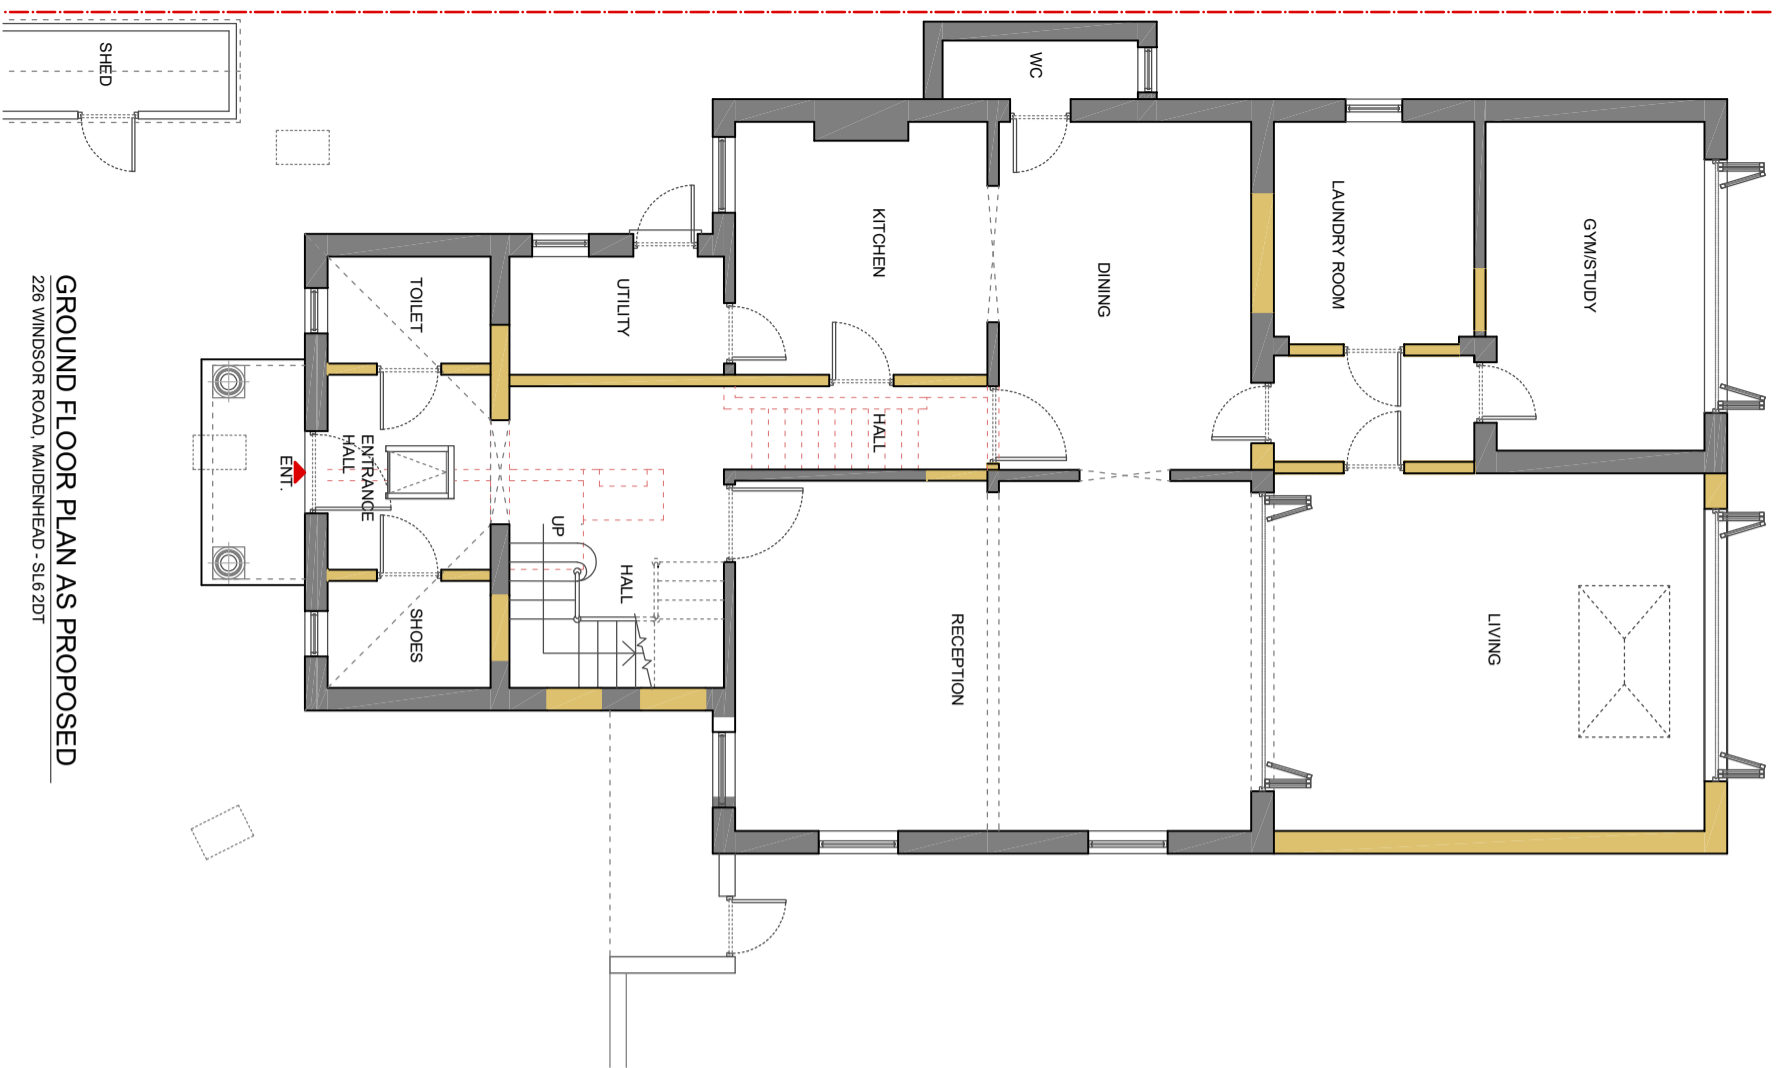 SHED
WC
KITCHEN
DINING
LAUNDRY ROOM
GYM/STUDY
TOILET
UTILITY
HALL
ENTRANCE
HALL
ENT.
UP
HALL
SHOES
RECEPTION
LIVING
GROUND FLOOR PLAN AS PROPOSED
226 WINDSOR ROAD, MAIDENHEAD - SL6 2DT